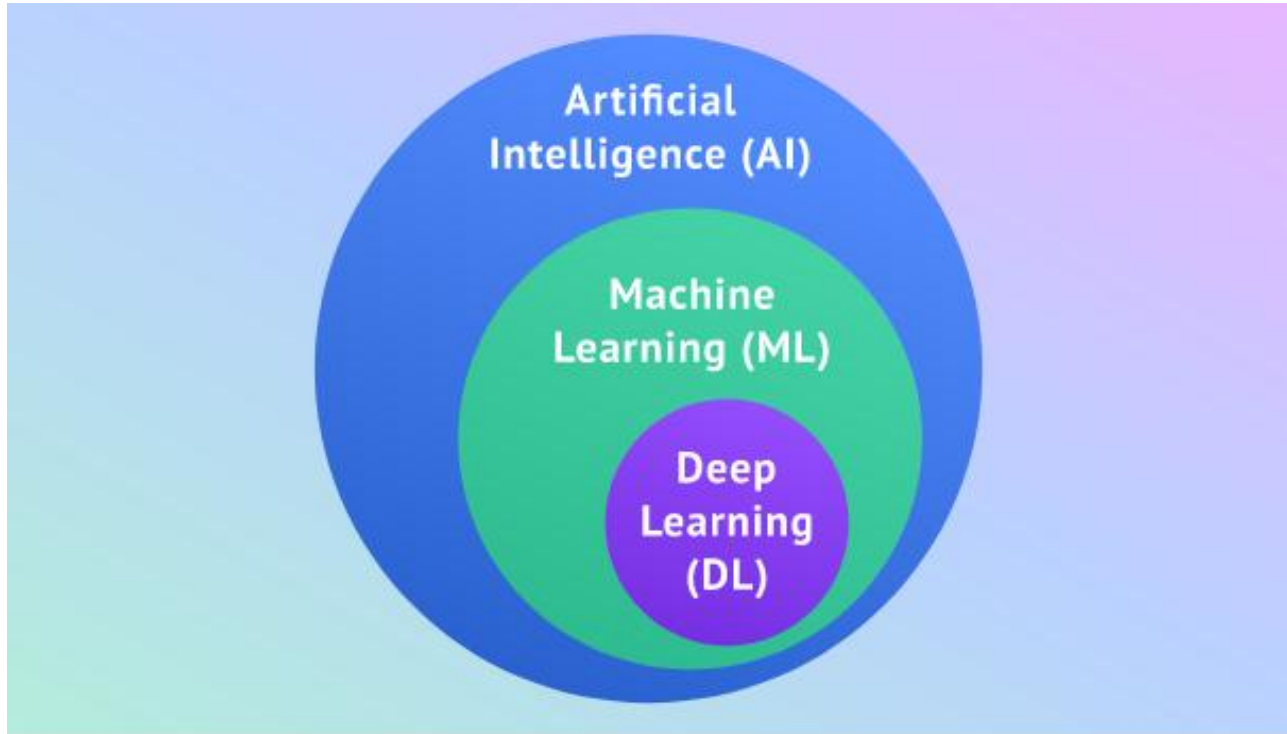 Artificial
Intelligence (AI)
Machine
Learning (ML)
Deep
Learning
(DL)